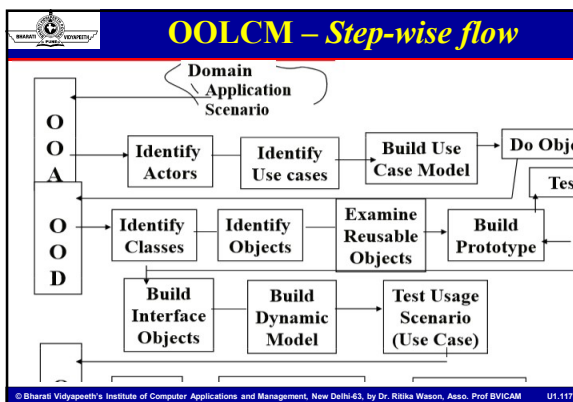 BHARATI
VIDYAPEETH
OOLCM – Step-wise flow
Domain
Application
Scenario
O
O
A
Identify
Actors
Identify
Use cases
Build Use
Case Model
Do Obje
Tes
O
O
D
Identify
Classes
Identify
Objects
Examine
Reusable
Objects
Build
Prototype
Build
Interface
Objects
Build
Dynamic
Model
Test Usage
Scenario
(Use Case)
© Bharati Vidyapeeth's Institute of Computer Applications and Management, New Delhi-63, by Dr. Ritika Wason, Asso. Prof BVICAM U1.117